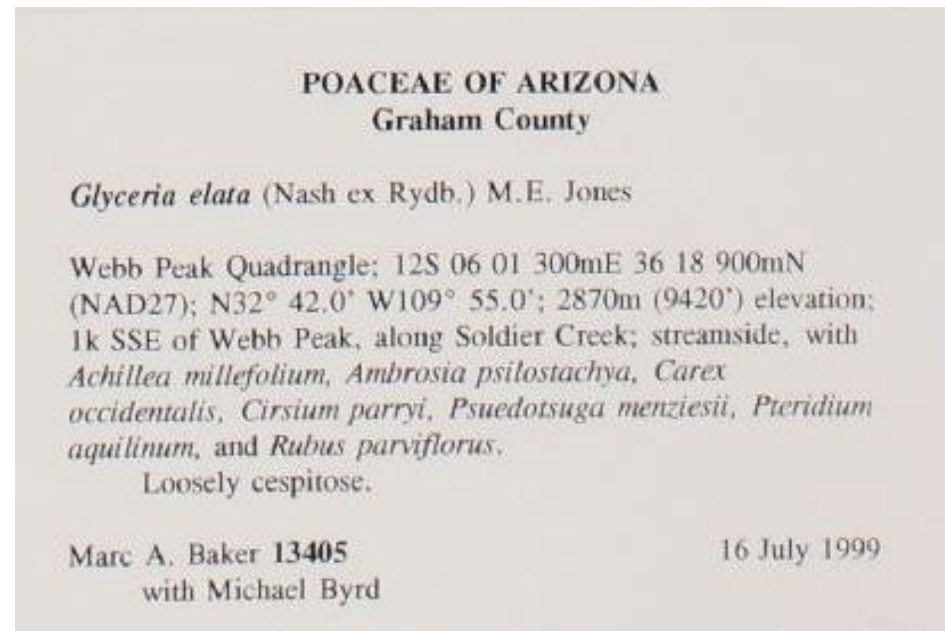 POACEAE OF ARIZONA
Graham County
Glyceria elata (Nash ex Rydb.) M.E. Jones
Webb Peak Quadrangle; 12S 06 01 300mE 36 18 900mN
(NAD27); N32° 42.0' W109° 55.0'; 2870m (9420') elevation;
1k SSE of Webb Peak, along Soldier Creek; streamside, with
Achillea millefolium, Ambrosia psilostachya, Carex
occidentalis, Cirsium parryi, Psuedotsuga menziesii, Pteridium
aquilinum, and Rubus parviflorus.
Loosely cespitose.
Marc A. Baker 13405 16 July 1999
with Michael Byrd